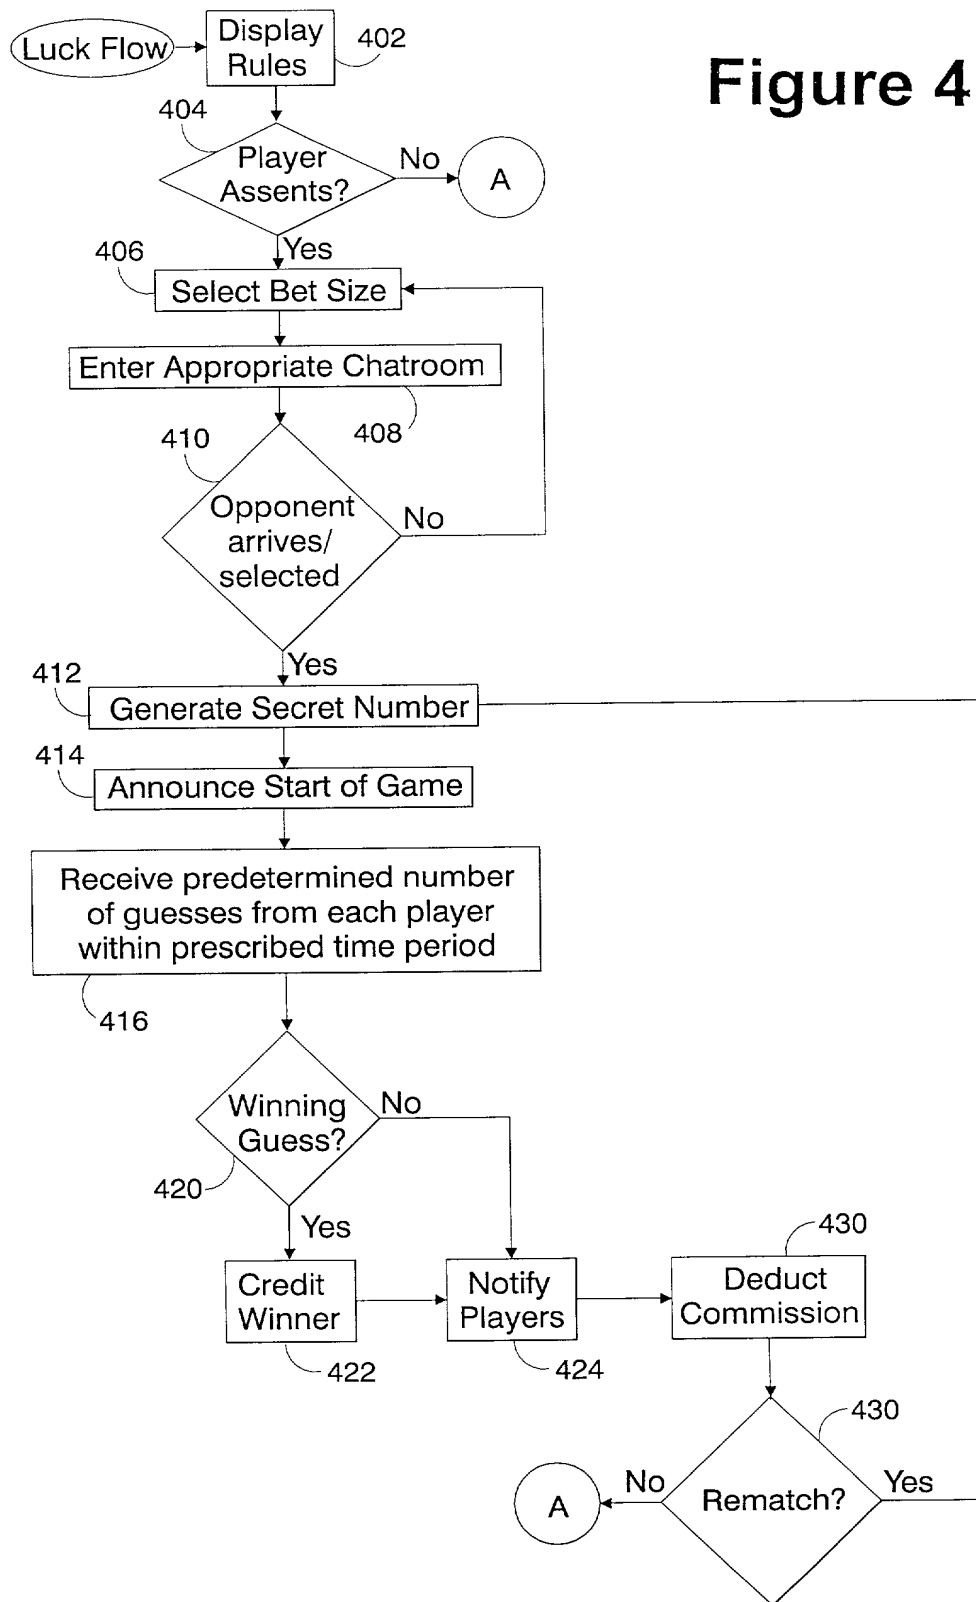 Figure 4
Luck Flow
Display
Rules
402
404
Player
Assents?
No
A
Yes
406
Select Bet Size
Enter Appropriate Chatroom
408
410
Opponent
arrives/
selected
No
Yes
412
Generate Secret Number
414
Announce Start of Game
Receive predetermined number
of guesses from each player
within prescribed time period
416
Winning
Guess?
No
420
Yes
Credit
Winner
422
Notify
Players
424
430
Deduct
Commission
430
Rematch?
No
A
Yes